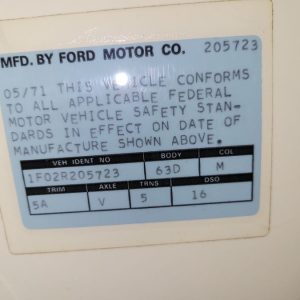 MFD. BY FORD MOTOR CO. 205723
05/71 THIS VEHICLE CONFORMS
TO ALL APPLICABLE FEDERAL
MOTOR VEHICLE SAFETY STAN-
DARDS IN EFFECT ON DATE OF
MANUFACTURE SHOWN ABOVE.
VEH IDENT NO BODY COL
1F02R205723 63D M
TRIM AXLE TRNS DSO
5A V 5 16